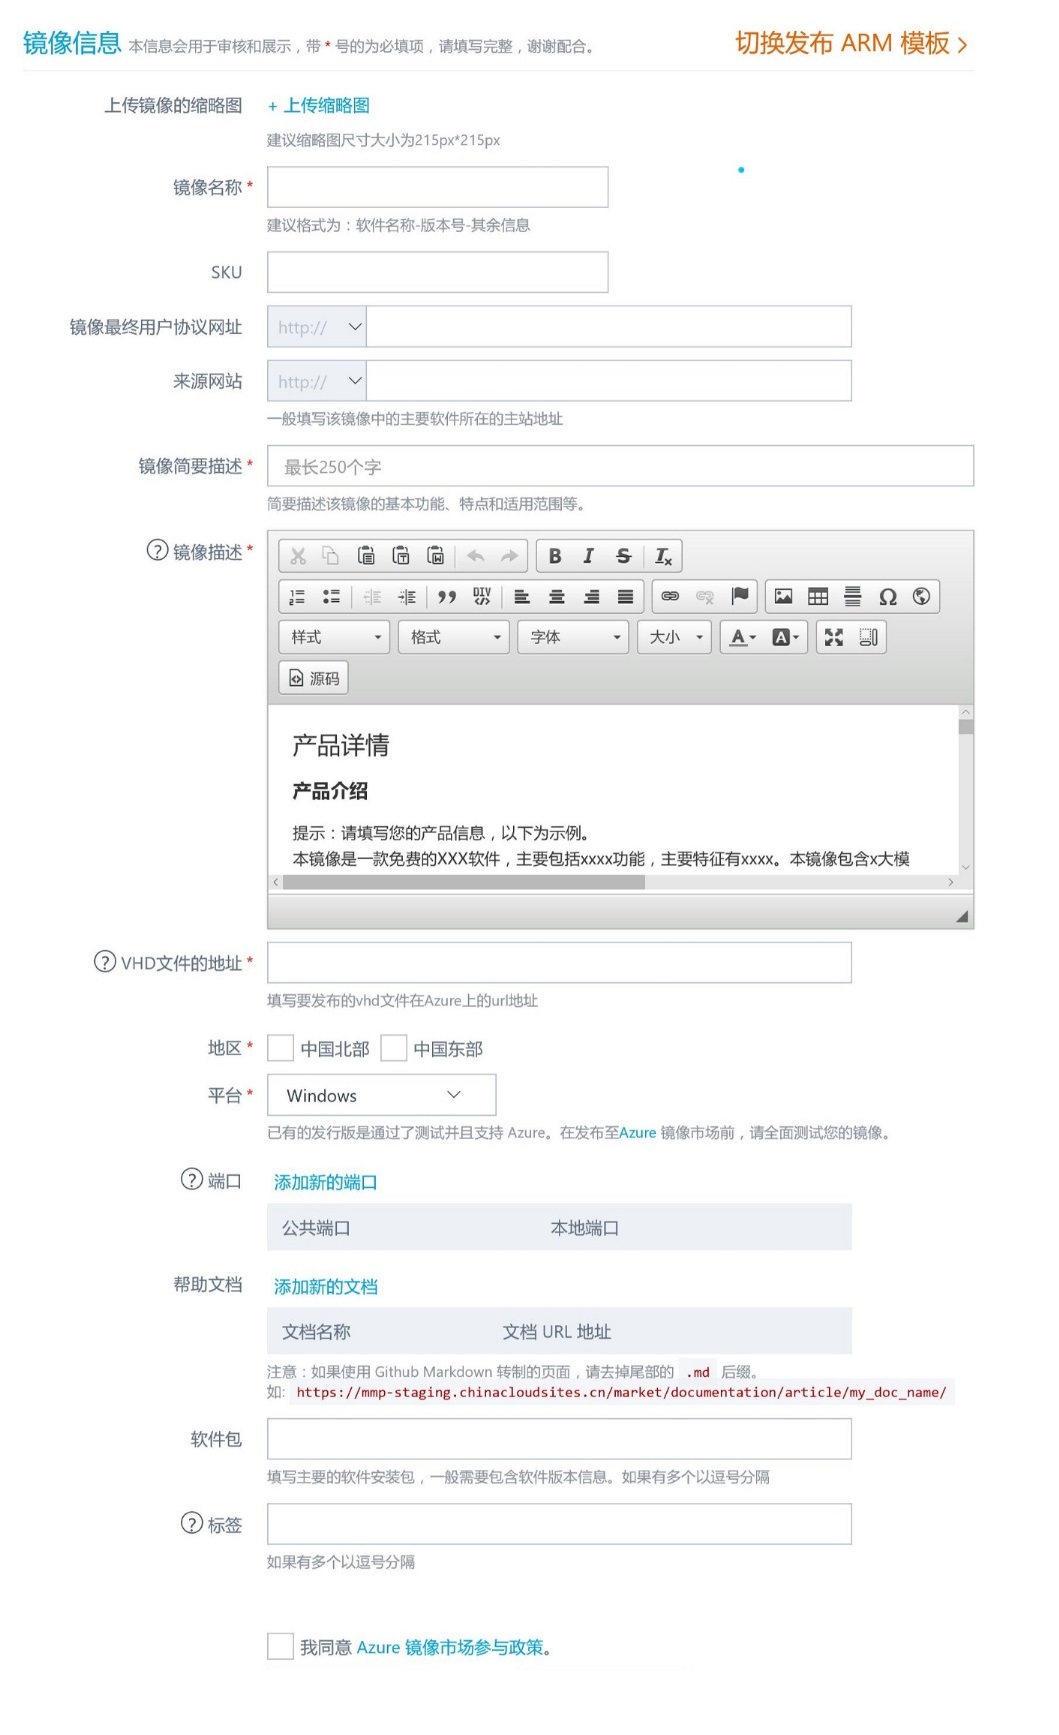 镜像信息 本信息会用于审核和展示，带 * 号的为必填项，请填写完整，谢谢配合。 切换发布 ARM 模板 >
上传镜像的缩略图 + 上传缩略图
建议缩略图尺寸大小为215px*215px
镜像名称 *
建议格式为：软件名称-版本号-其余信息
SKU
镜像最终用户协议网址 http://
来源网站 http://
一般填写该镜像中的主要软件所在的主站地址
镜像简要描述 * 最长250个字
简要描述该镜像的基本功能、特点和适用范围等。
? 镜像描述 *
B I S Tx
DIV
样式 格式 字体 大小 A A
源码
产品详情
产品介绍
提示：请填写您的产品信息，以下为示例。
本镜像是一款免费的XXX软件，主要包括xxxx功能，主要特征有xxxx。本镜像包含x大模
? VHD文件的地址 *
填写要发布的vhd文件在Azure上的url地址
地区 * 中国北部 中国东部
平台 * Windows
已有的发行版是通过了测试并且支持 Azure。在发布至Azure 镜像市场前，请全面测试您的镜像。
? 端口 添加新的端口
公共端口 本地端口
帮助文档 添加新的文档
文档名称 文档 URL 地址
注意：如果使用 Github Markdown 转制的页面，请去掉尾部的 .md 后缀。
如: https://mmp-staging.chinacloudsites.cn/market/documentation/article/my_doc_name/
软件包
填写主要的软件安装包，一般需要包含软件版本信息。如果有多个以逗号分隔
? 标签
如果有多个以逗号分隔
我同意 Azure 镜像市场参与政策。